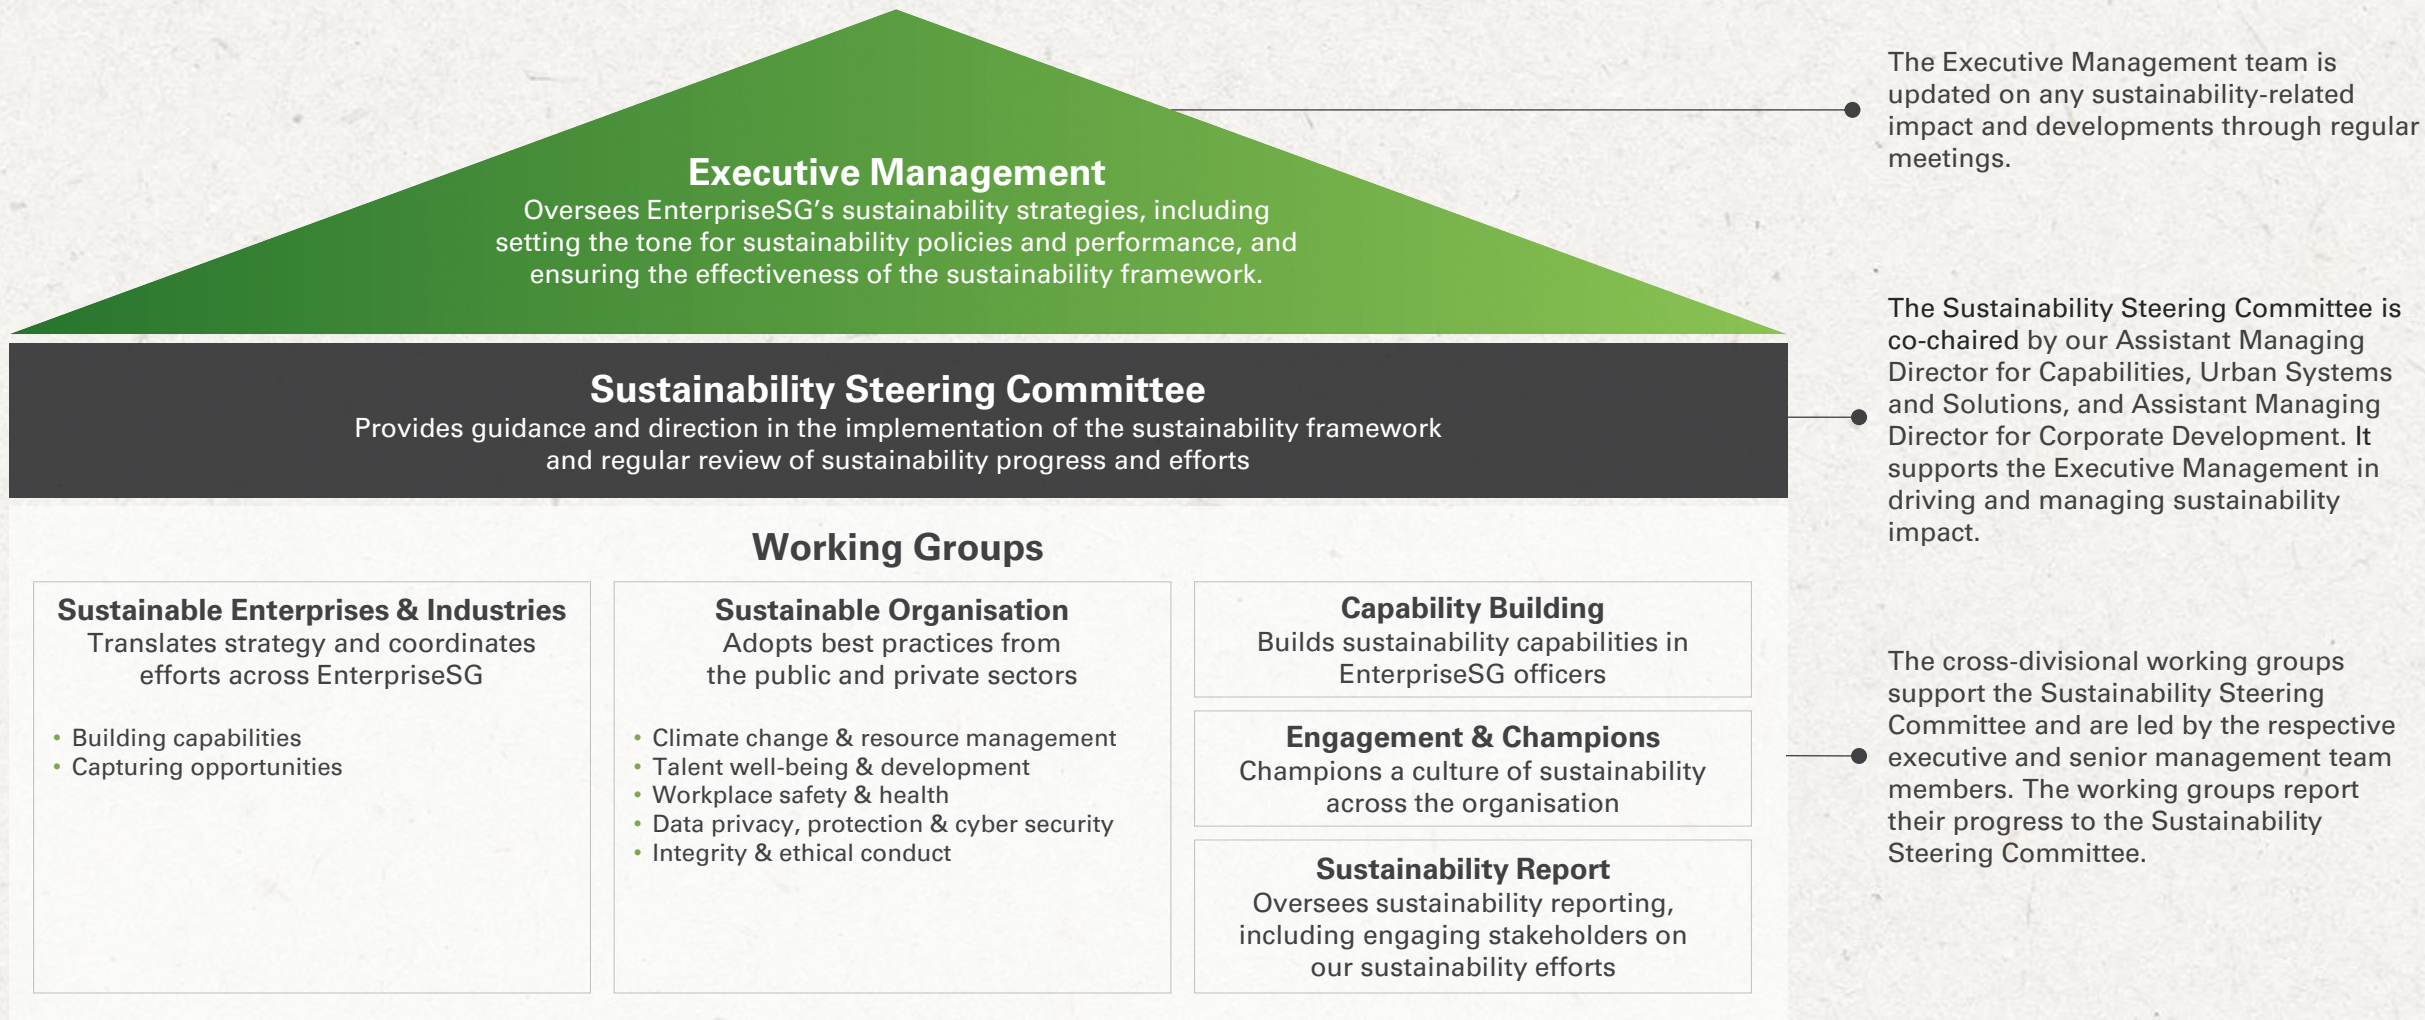 Executive Management
Oversees EnterpriseSG's sustainability strategies, including
setting the tone for sustainability policies and performance, and
ensuring the effectiveness of the sustainability framework.
The Executive Management team is
updated on any sustainability-related
impact and developments through regular
meetings.
Sustainability Steering Committee
Provides guidance and direction in the implementation of the sustainability framework
and regular review of sustainability progress and efforts
The Sustainability Steering Committee is
co-chaired by our Assistant Managing
Director for Capabilities, Urban Systems
and Solutions, and Assistant Managing
Director for Corporate Development. It
supports the Executive Management in
driving and managing sustainability
impact.
Working Groups
Sustainable Enterprises & Industries
Translates strategy and coordinates
efforts across EnterpriseSG
• Building capabilities
• Capturing opportunities
Sustainable Organisation
Adopts best practices from
the public and private sectors
• Climate change & resource management
• Talent well-being & development
• Workplace safety & health
• Data privacy, protection & cyber security
• Integrity & ethical conduct
Capability Building
Builds sustainability capabilities in
EnterpriseSG officers
Engagement & Champions
Champions a culture of sustainability
across the organisation
Sustainability Report
Oversees sustainability reporting,
including engaging stakeholders on
our sustainability efforts
The cross-divisional working groups
support the Sustainability Steering
Committee and are led by the respective
executive and senior management team
members. The working groups report
their progress to the Sustainability
Steering Committee.